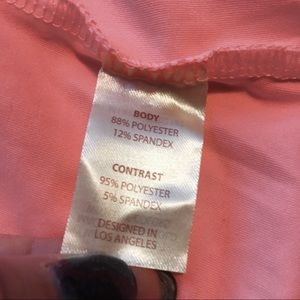 BODY
88% POLYESTER
12% SPANDEX
CONTRAST
95% POLYESTER
5% SPANDEX
DESIGNED IN
LOS ANGELES